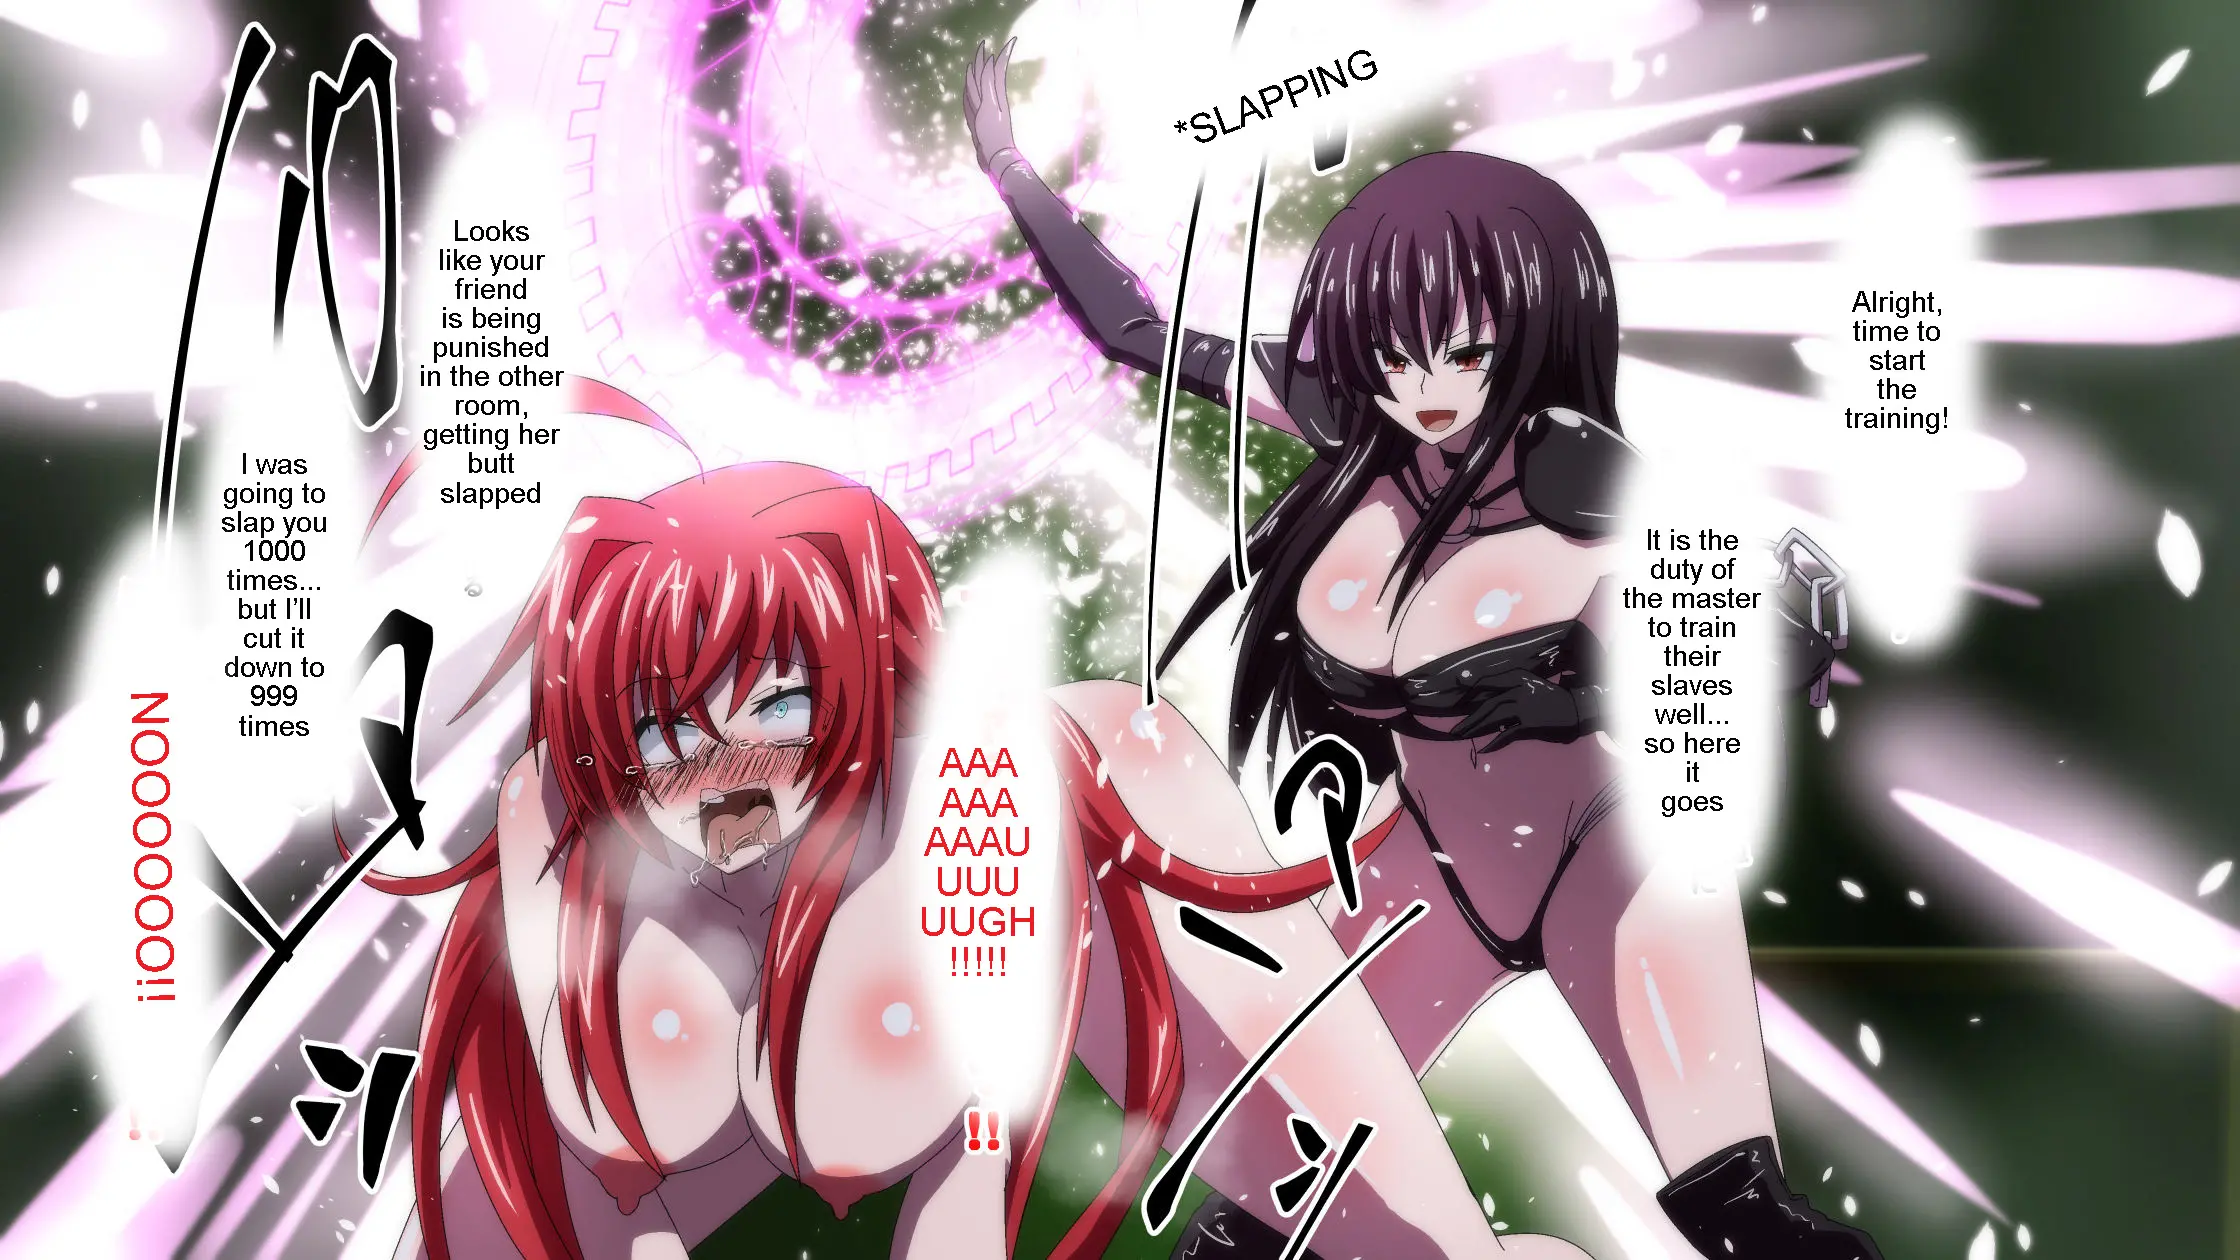 *SLAPPING
Alright,
time to
start
the
training!
It is the
duty of
the master
to train
their
slaves
well...
so here
it
goes
Looks
like your
friend
is being
punished
in the other
room,
getting her
butt
slapped
I was
going to
slap you
1000
times...
but I'll
cut it
down to
999
times
AAA
AAA
AAAU
UUU
UUGH
!!!!!
!!
NOOOOOOO!!